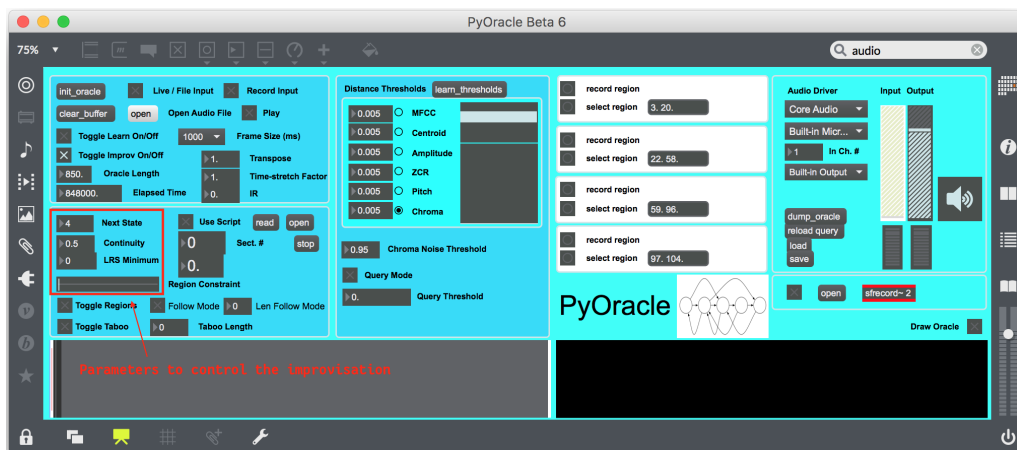 PyOracle Beta 6
75%
audio
init_oracle
Live / File Input
Record Input
clear_buffer
open
Open Audio File
Play
Toggle Learn On/Off
1000
Frame Size (ms)
Toggle Improv On/Off
1.
Transpose
850.
Oracle Length
1.
Time-stretch Factor
848000.
Elapsed Time
0.
IR
4
Next State
0.5
Continuity
0
LRS Minimum
Region Constraint
Use Script
read
open
0
Sect. #
stop
0.
Toggle Regions
Follow Mode
0
Len Follow Mode
Toggle Taboo
0
Taboo Length
Parameters to control the improvisation
Distance Thresholds
learn_thresholds
0.005
MFCC
0.005
Centroid
0.005
Amplitude
0.005
ZCR
0.005
Pitch
0.005
Chroma
0.95
Chroma Noise Threshold
Query Mode
0.
Query Threshold
record region
select region
3. 20.
record region
select region
22. 58.
record region
select region
59. 96.
record region
select region
97. 104.
PyOracle
Audio Driver
Input Output
Core Audio
Built-in Micr...
1
In Ch. #
Built-in Output
dump_oracle
reload query
load
save
open
sfrecord~ 2
Draw Oracle